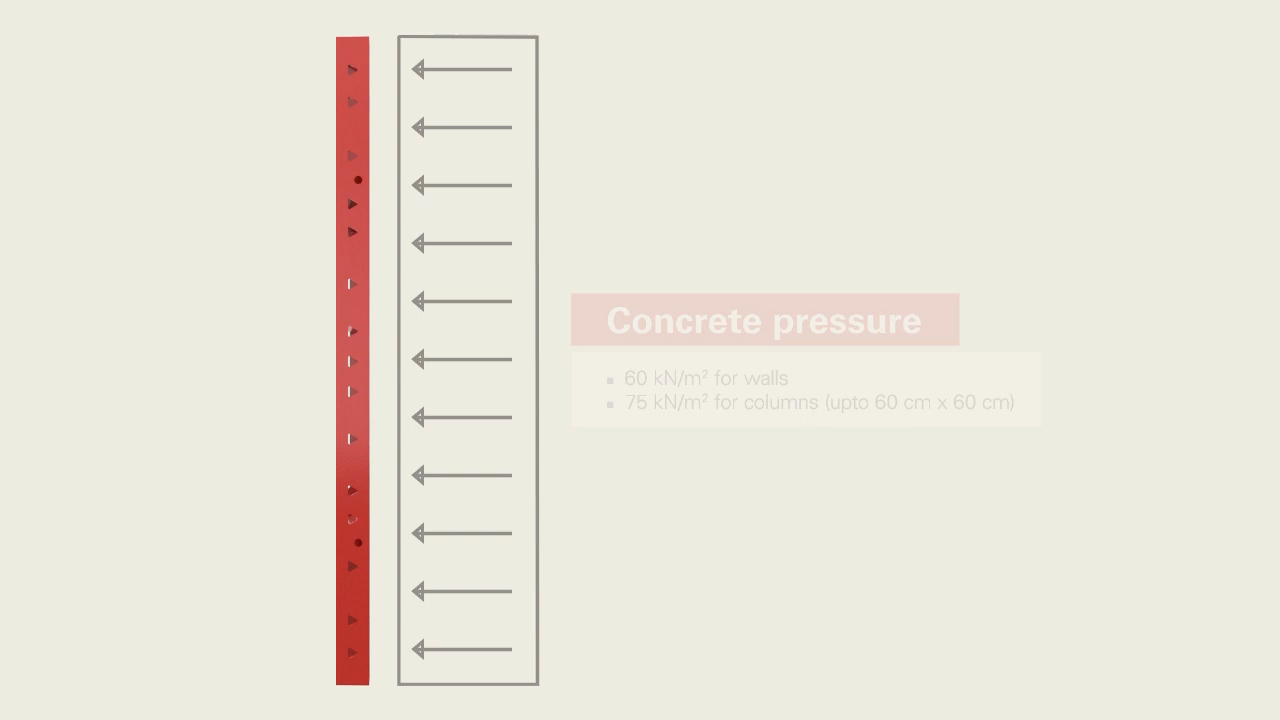 Concrete pressure
▪ 60 kN/m² for walls
▪ 75 kN/m² for columns (upto 60 cm x 60 cm)